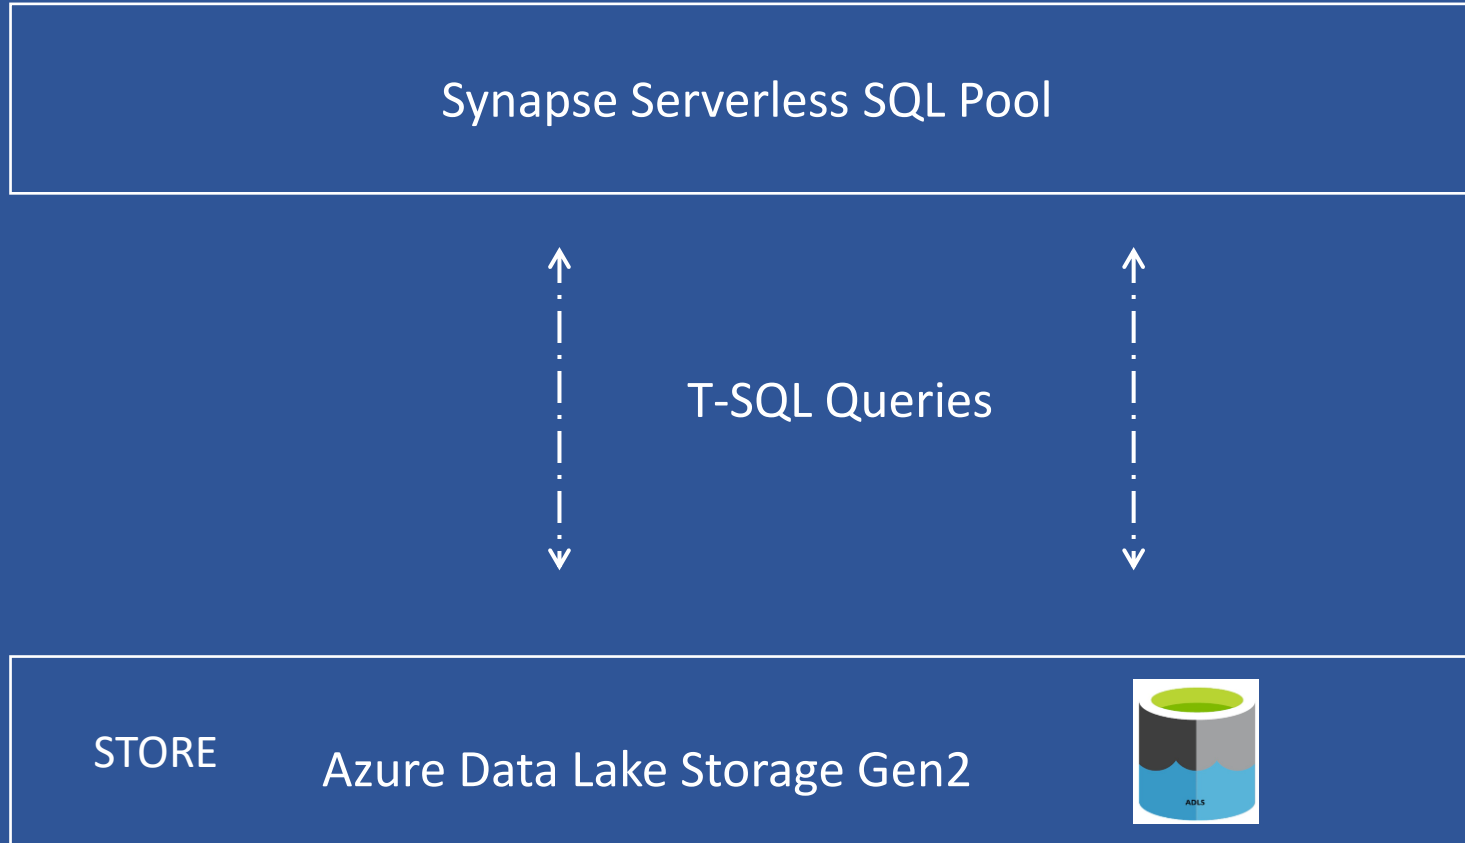 Synapse Serverless SQL Pool
T-SQL Queries
STORE
Azure Data Lake Storage Gen2
ADLS